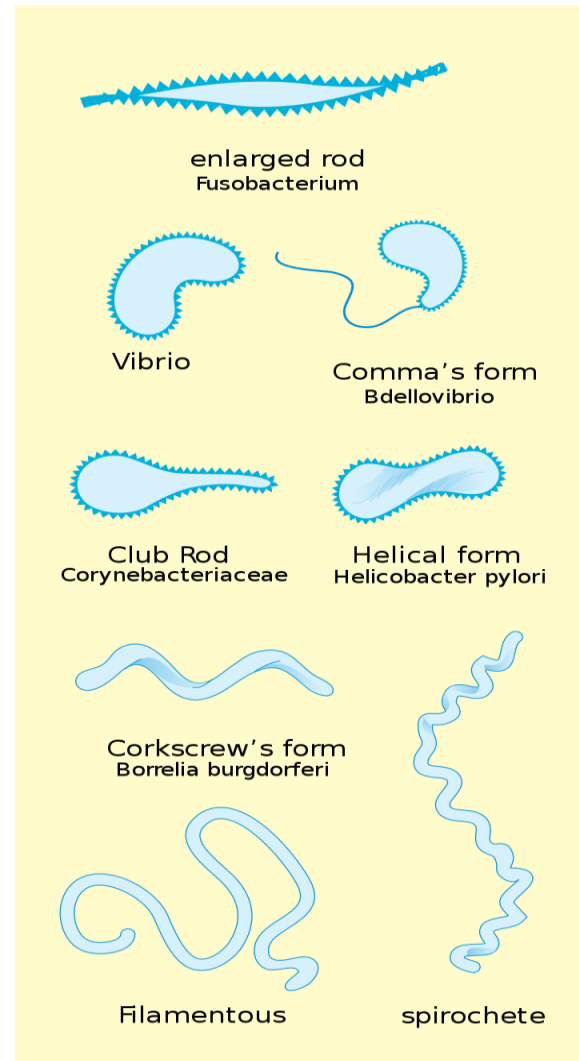 enlarged rod
Fusobacterium
Vibrio
Comma’s form
Bdellovibrio
Club Rod
Corynebacteriaceae
Helical form
Helicobacter pylori
Corkscrew’s form
Borrelia burgdorferi
Filamentous
spirochete